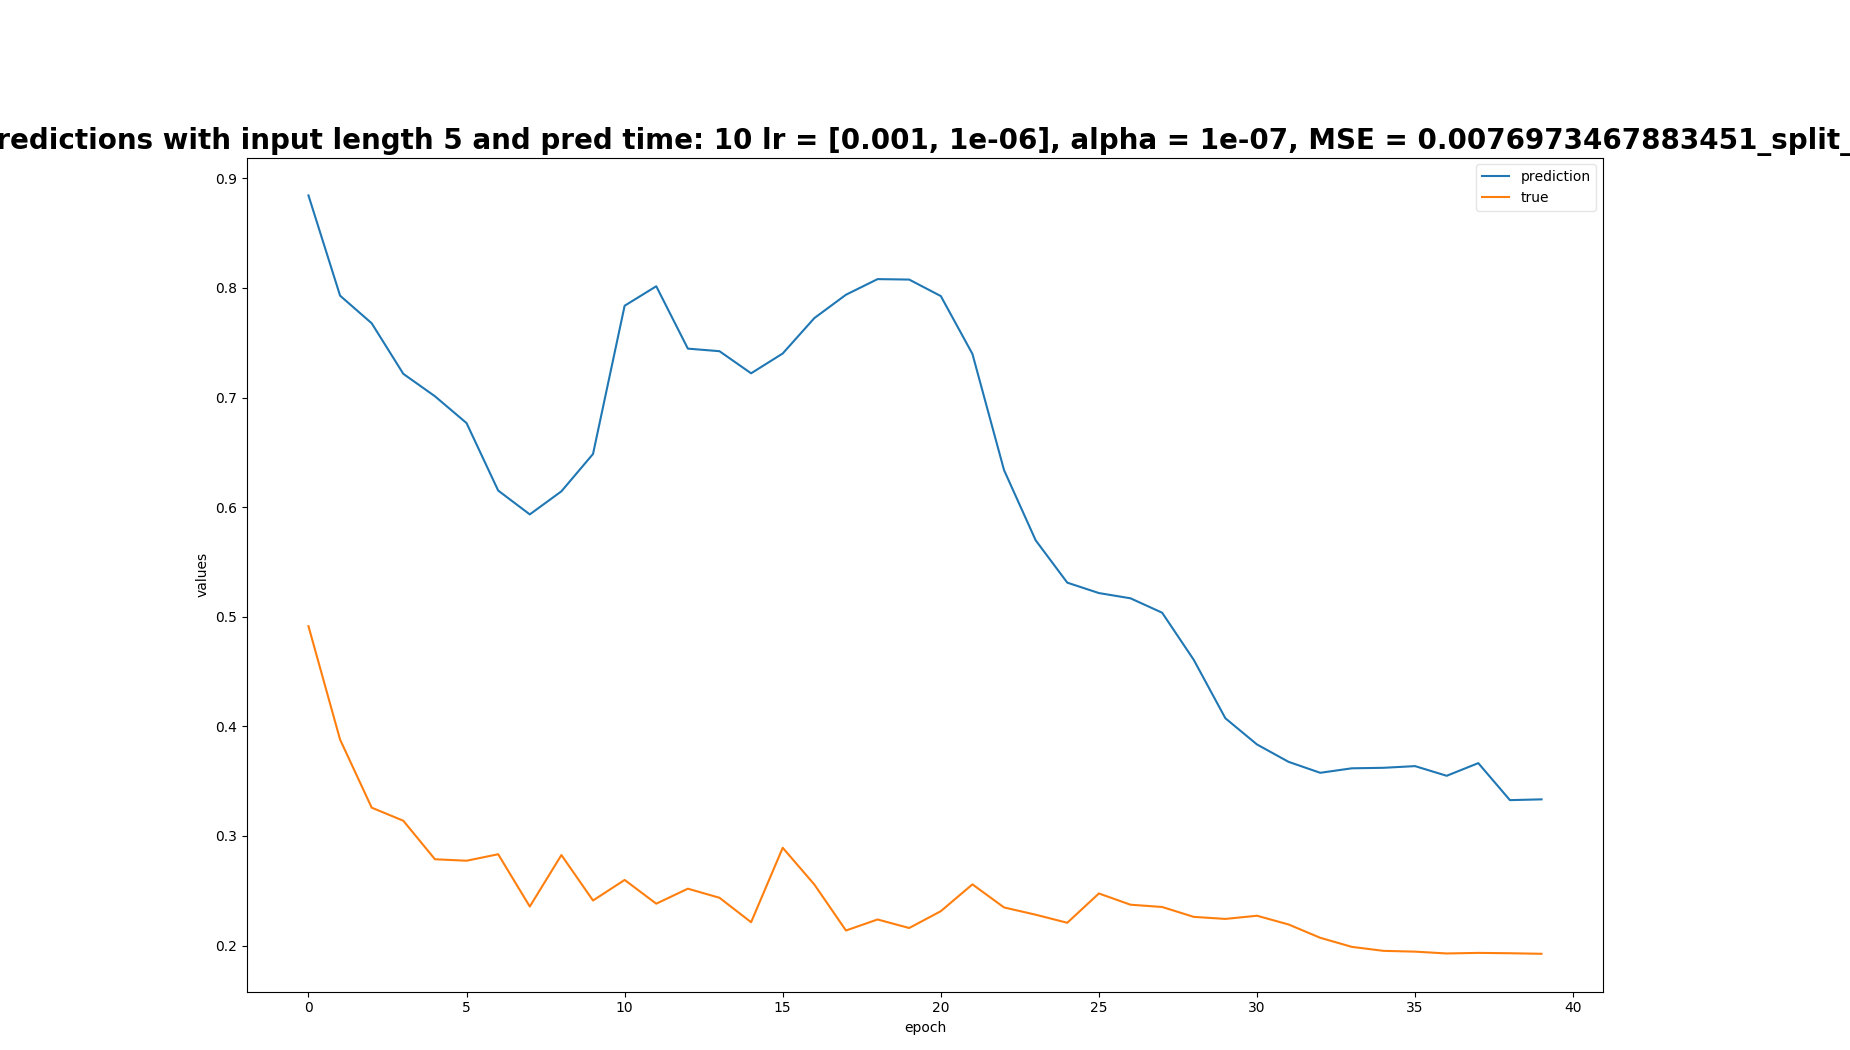 redictions with input length 5 and pred time: 10 lr = [0.001, 1e-06], alpha = 1e-07, MSE = 0.0076973467883451_split_
prediction
true
0.9
0.8
0.7
0.6
0.5
0.4
0.3
0.2
values
0 5 10 15 20 25 30 35 40
epoch